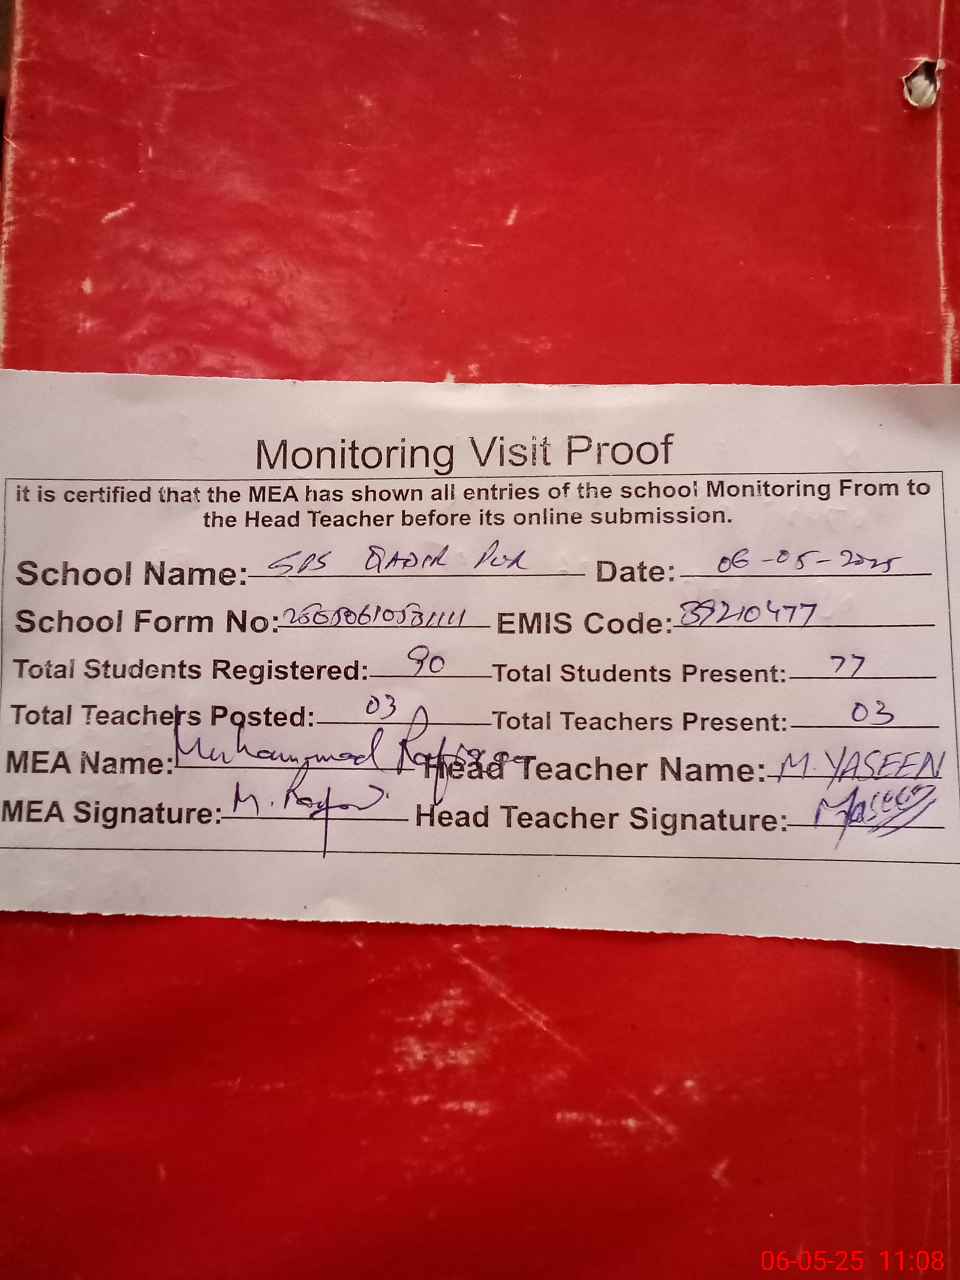 Monitoring Visit Proof
it is certified that the MEA has shown all entries of the school Monitoring From to
the Head Teacher before its online submission.
School Name: SPS QADIR PUR Date: 06-05-2025
School Form No: EMIS Code: 39210477
Total Students Registered: 90 Total Students Present: 77
Total Teachers Posted: 03 Total Teachers Present: 03
MEA Name: Muhammad Head Teacher Name: M. YASEEN
MEA Signature: M. Head Teacher Signature: Yaseen
06-05-25 11:08